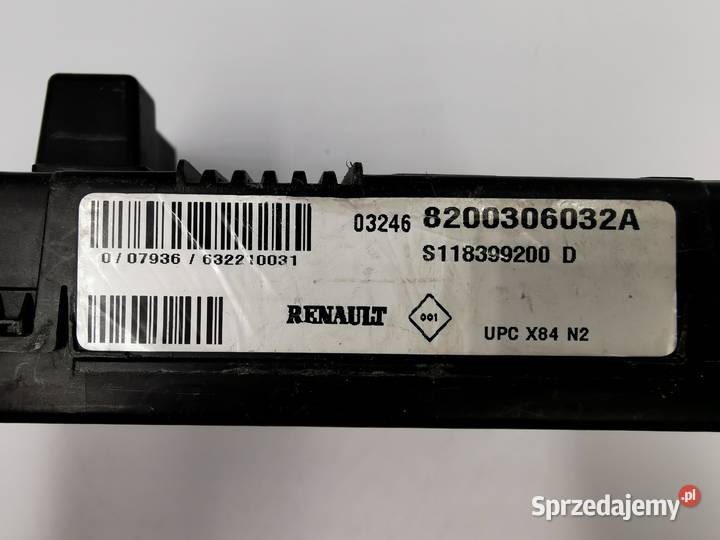 03246 8200306032A
0/07936/632210031
S118399200 D
RENAULT
001
UPC X84 N2
Sprzedajemy.pl